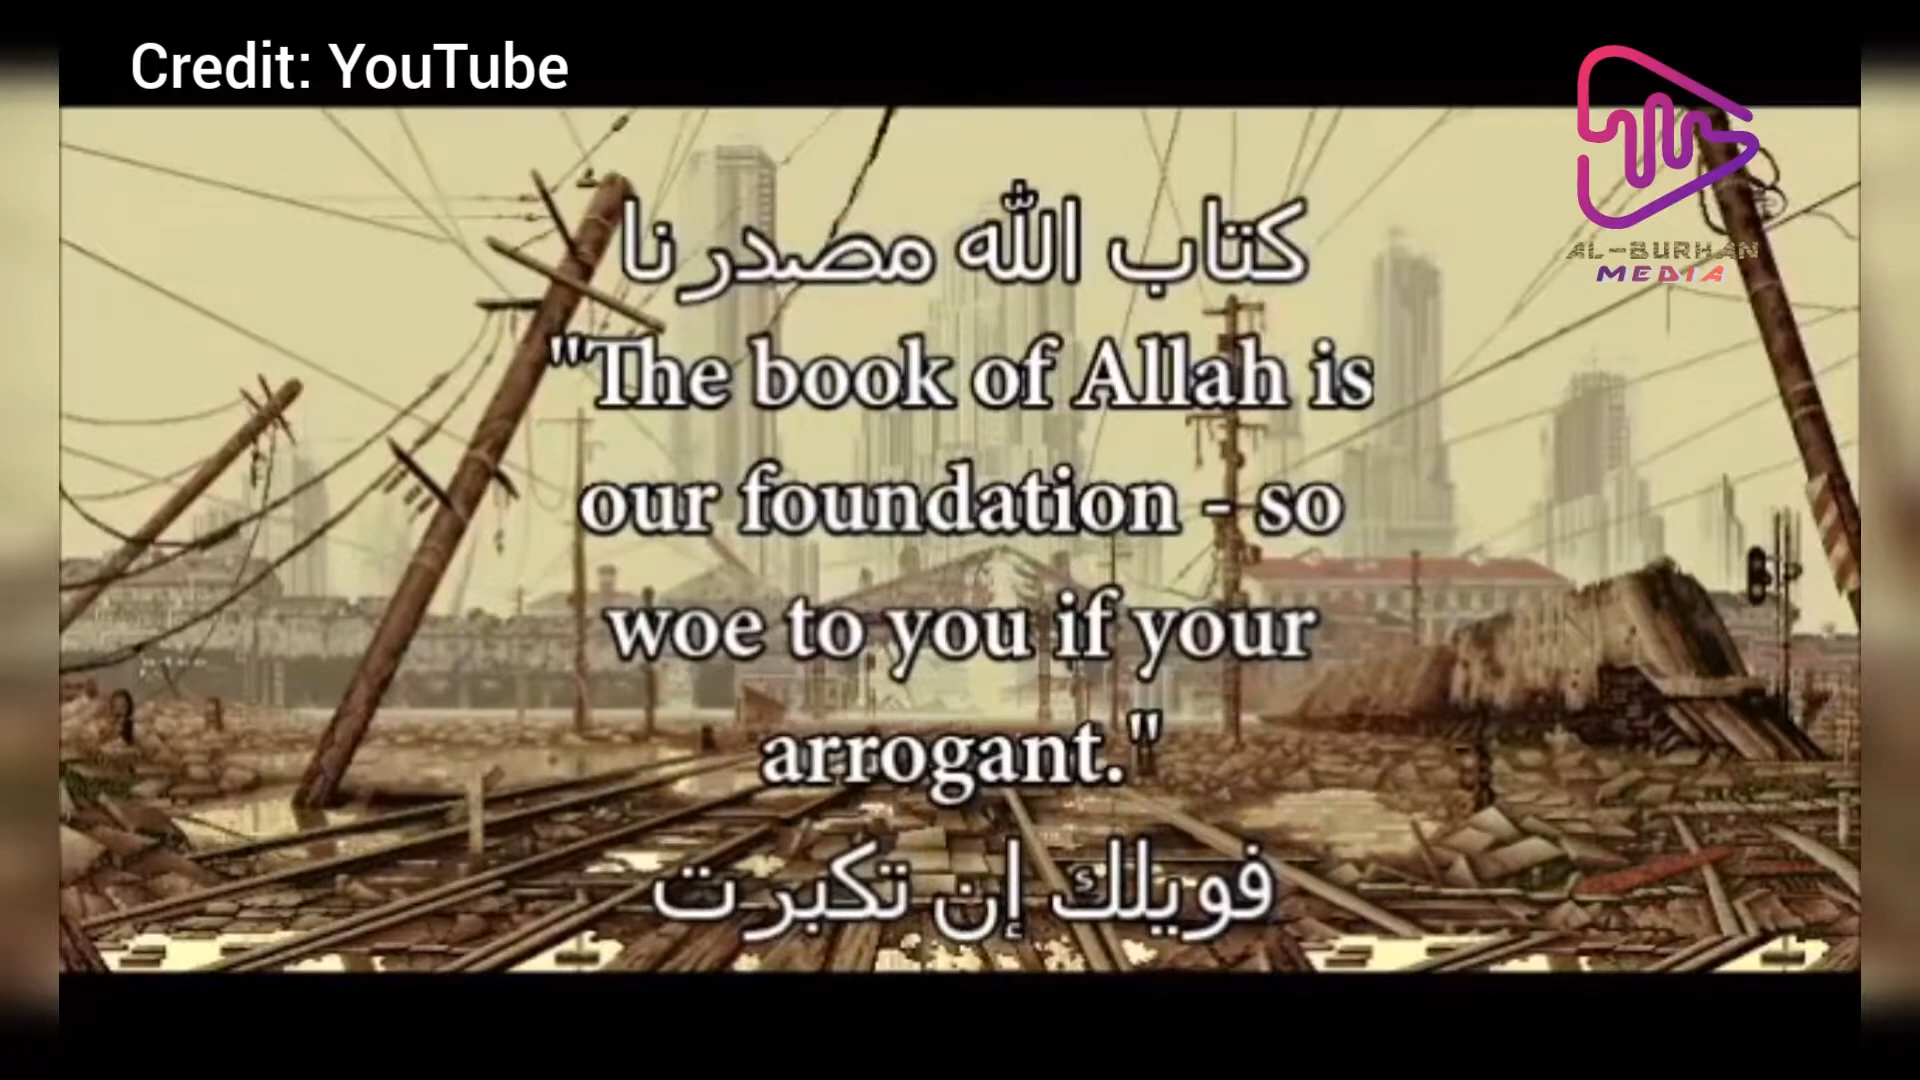 Credit: YouTube
AL-BURHAN
MEDIA
كتاب الله مصدرنا
"The book of Allah is
our foundation - so
woe to you if your
arrogant."
فويلك إن تكبرت